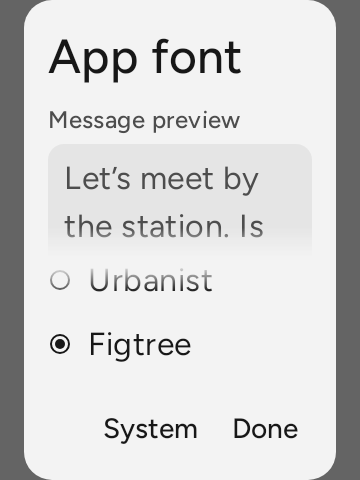 App font
Message preview
Let’s meet by
the station. Is
Urbanist
Figtree
System Done